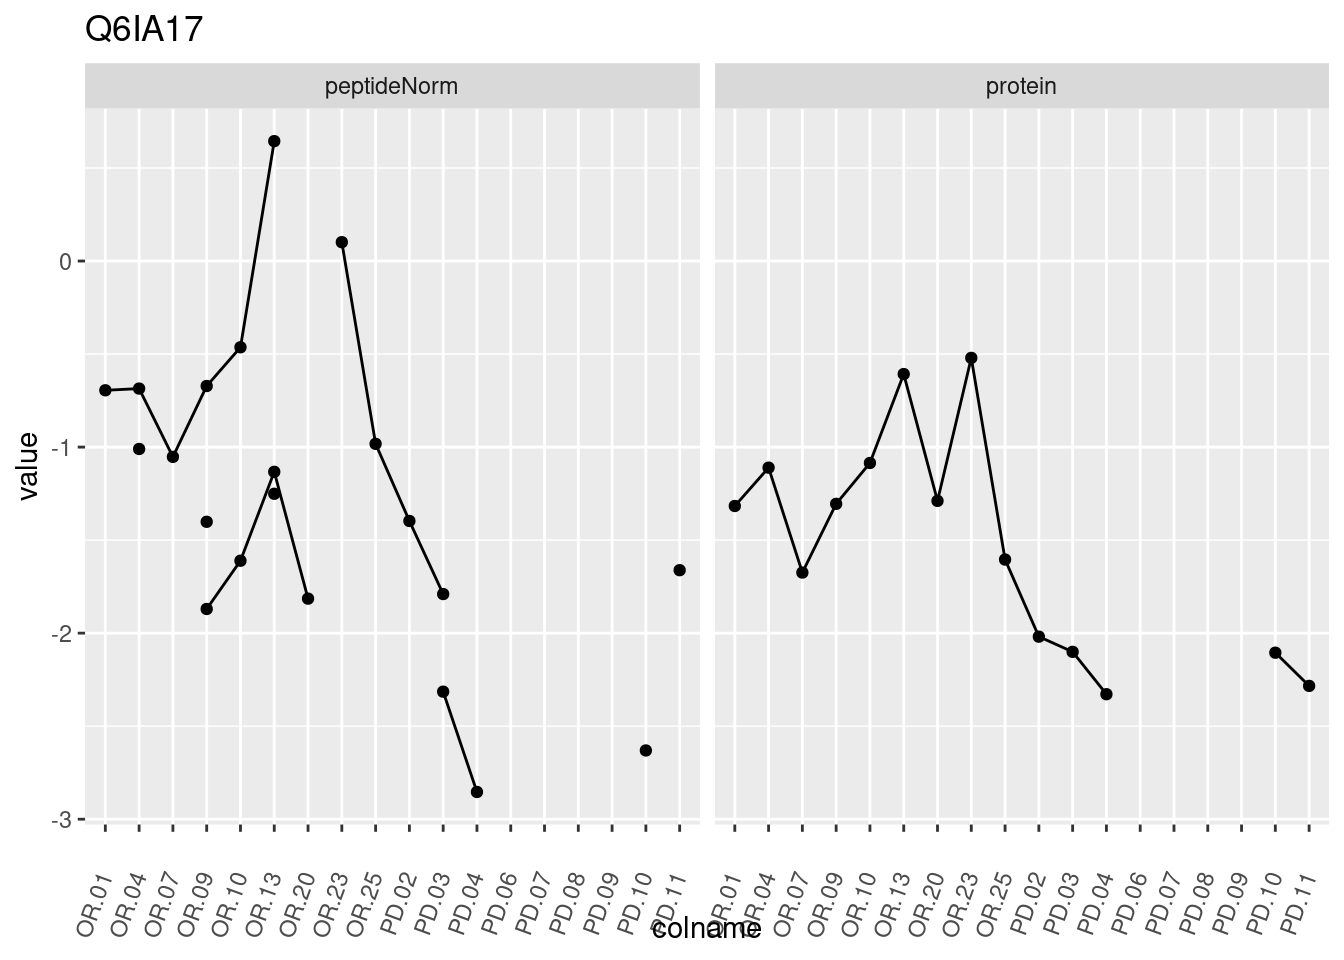 Q6IA17
peptideNorm protein
value
0
-1
-2
-3
OR.01 OR.04 OR.07 OR.09 OR.10 OR.13 OR.20 OR.23 OR.25 PD.02 PD.03 PD.04 PD.06 PD.07 PD.08 PD.09 PD.10 PD.11 OR.01 OR.04 OR.07 OR.09 OR.10 OR.13 OR.20 OR.23 OR.25 PD.02 PD.03 PD.04 PD.06 PD.07 PD.08 PD.09 PD.10 PD.11
colname